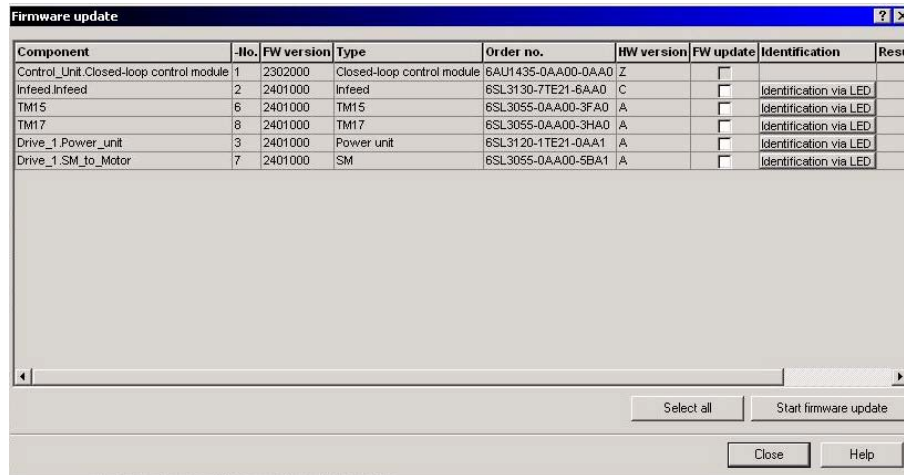 Firmware update
Component -No. FW version Type Order no. HW version FW update Identification Resu
Control_Unit.Closed-loop control module 1 2302000 Closed-loop control module 6AU1435-0AA00-0AA0 Z
Infeed.Infeed 2 2401000 Infeed 6SL3130-7TE21-6AA0 C Identification via LED
TM15 6 2401000 TM15 6SL3055-0AA00-3FA0 A Identification via LED
TM17 8 2401000 TM17 6SL3055-0AA00-3HA0 A Identification via LED
Drive_1.Power_unit 3 2401000 Power unit 6SL3120-1TE21-0AA1 A Identification via LED
Drive_1.SM_to_Motor 7 2401000 SM 6SL3055-0AA00-5BA1 A Identification via LED
Select all Start firmware update
Close Help